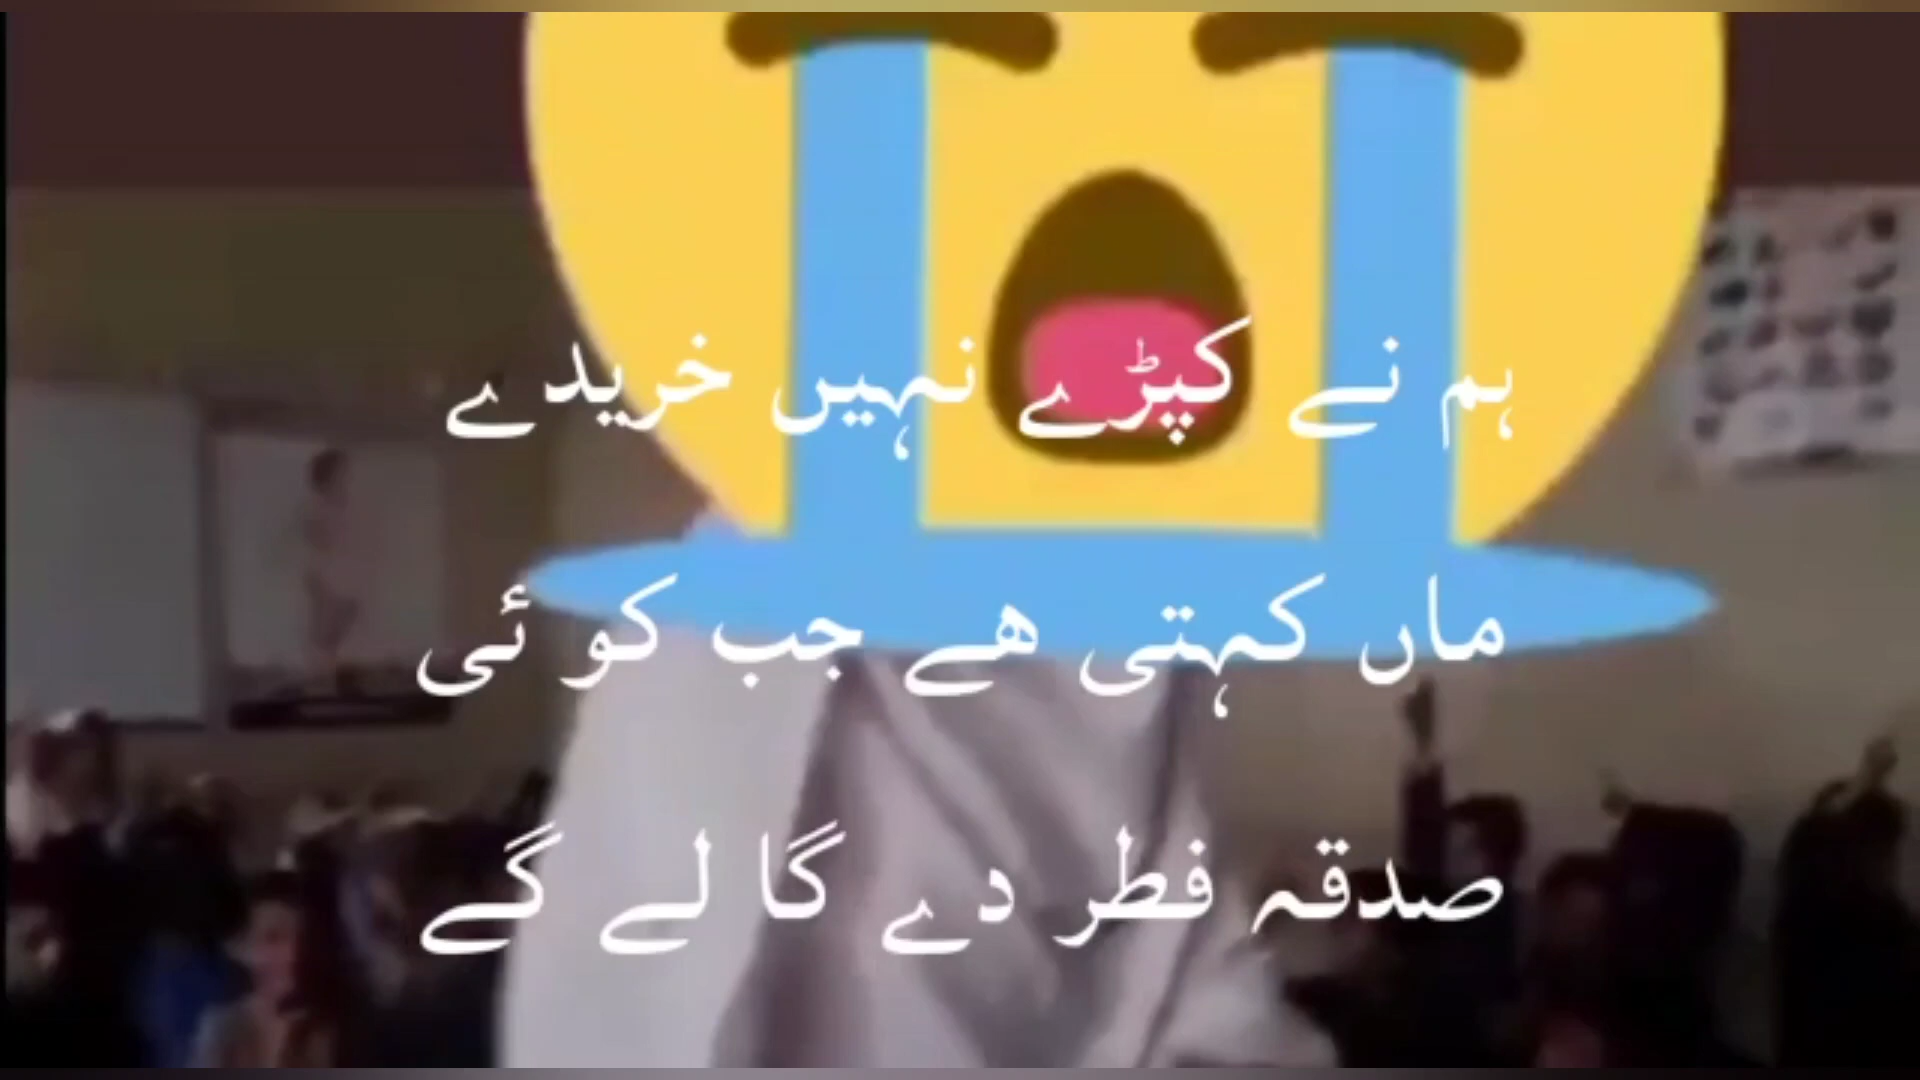 ہم نے کپڑے نہیں خریدے
ماں کہتی ھے جب کوئی
صدقہ فطر دے گا لے گے